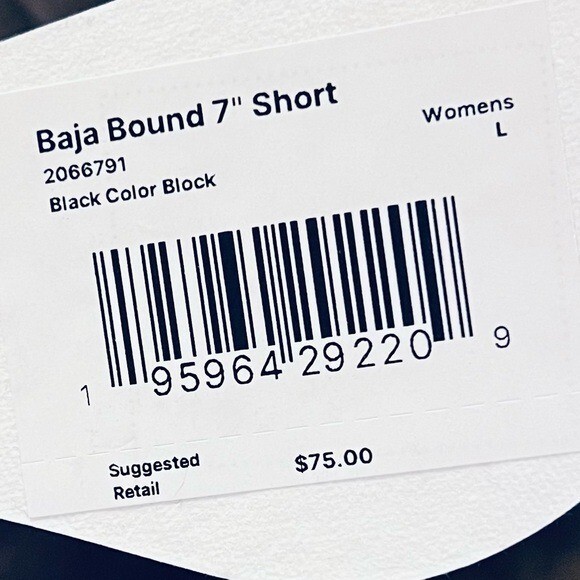 Baja Bound 7" Short
Womens
L
2066791
Black Color Block
1 95964 29220 9
Suggested
Retail
$75.00